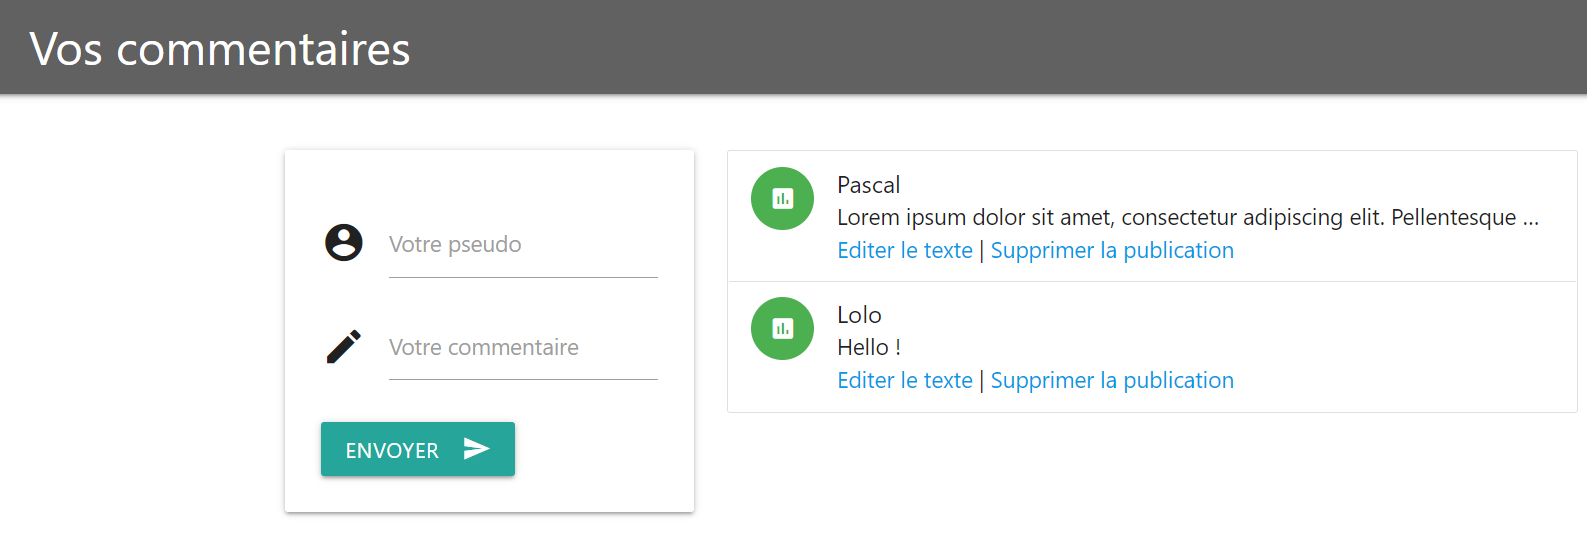 Vos commentaires
Votre pseudo
Votre commentaire
ENVOYER
Pascal
Lorem ipsum dolor sit amet, consectetur adipiscing elit. Pellentesque ...
Editer le texte | Supprimer la publication
Lolo
Hello !
Editer le texte | Supprimer la publication